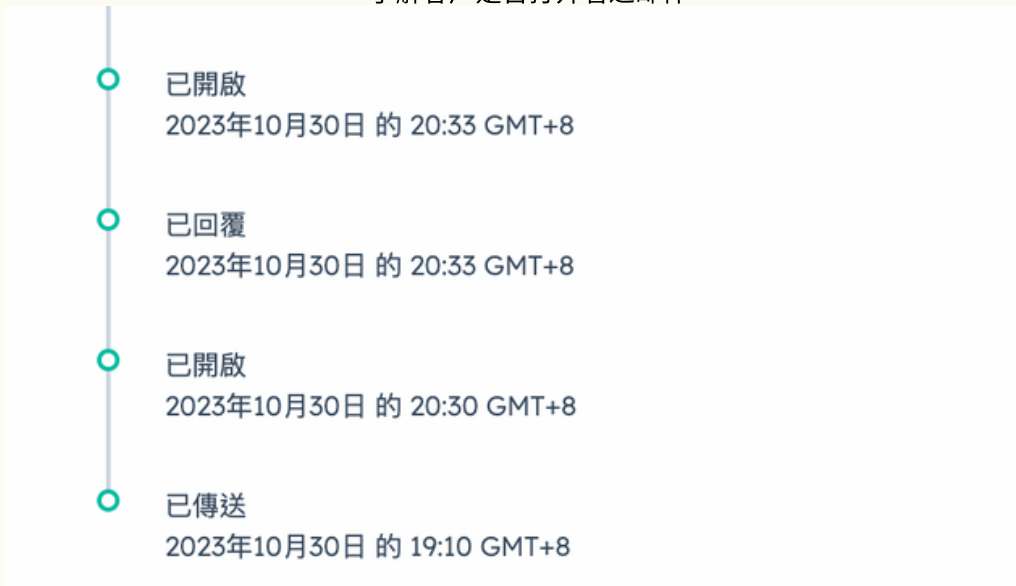 已開啟
2023年10月30日 的 20:33 GMT+8
已回覆
2023年10月30日 的 20:33 GMT+8
已開啟
2023年10月30日 的 20:30 GMT+8
已傳送
2023年10月30日 的 19:10 GMT+8